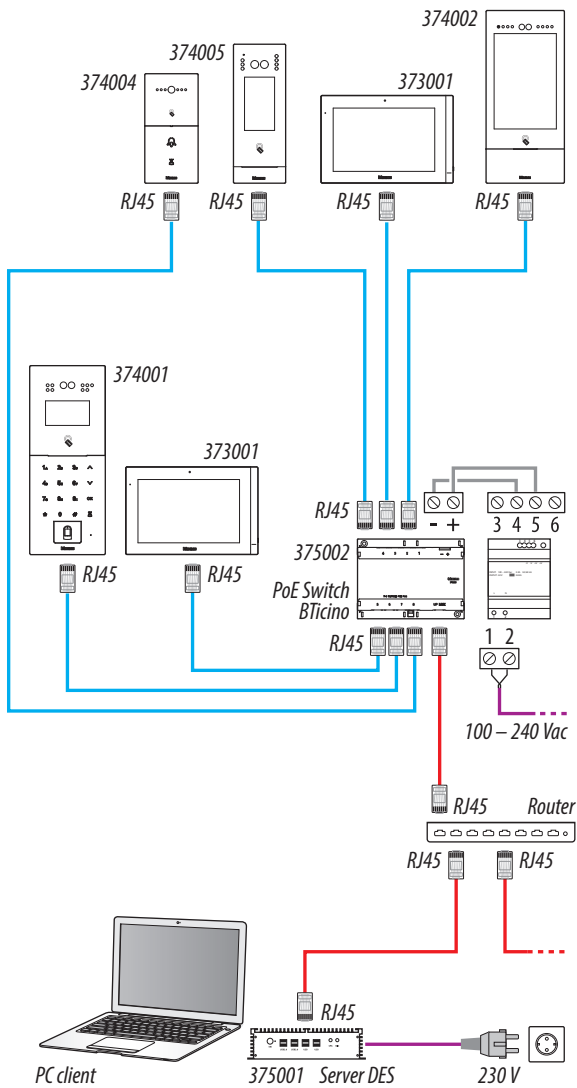 374002
374005
374004
373001
RJ45
RJ45
RJ45
RJ45
374001
373001
RJ45
RJ45
RJ45
- +
3 4 5 6
375002
PoE Switch
BTicino
RJ45
1 2
100 – 240 Vac
RJ45
Router
RJ45
RJ45
RJ45
PC client
375001
Server DES
230 V